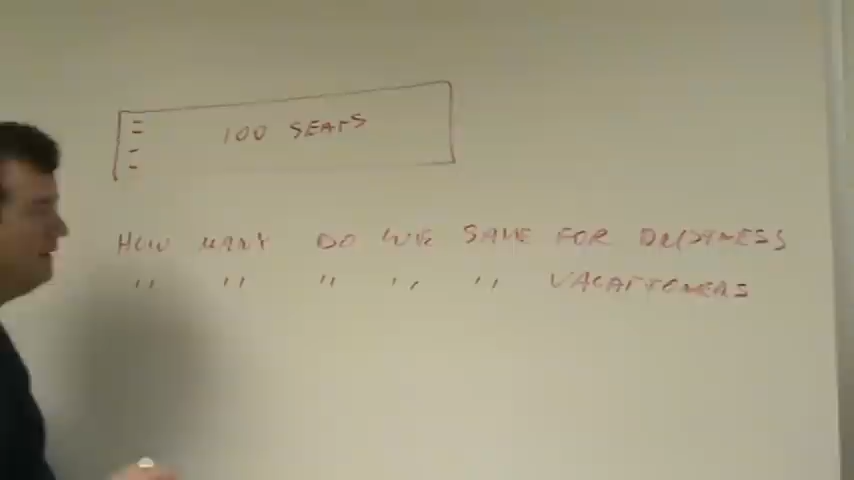 100 SEATS
HOW MANY DO WE SAVE FOR BUSINESS
" " " " " VACATIONERS